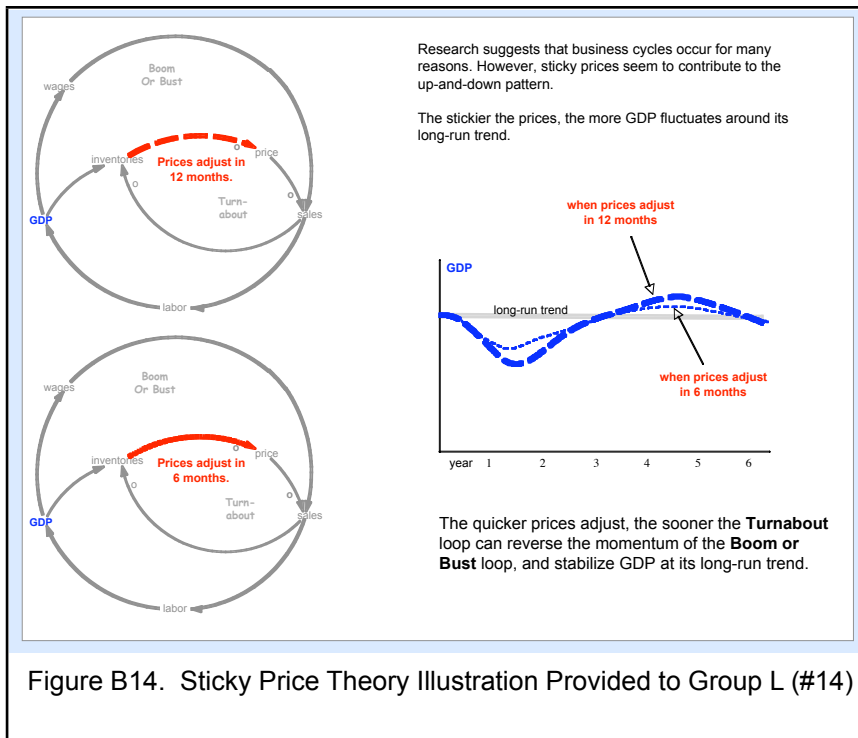 Boom
Or Bust
wages
inventories
o
price
Prices adjust in
12 months.
o
o
Turn-
about
sales
GDP
labor
Boom
Or Bust
wages
inventories
o
price
Prices adjust in
6 months.
o
o
Turn-
about
sales
GDP
labor
Research suggests that business cycles occur for many
reasons. However, sticky prices seem to contribute to the
up-and-down pattern.
The stickier the prices, the more GDP fluctuates around its
long-run trend.
when prices adjust
in 12 months
GDP
long-run trend
when prices adjust
in 6 months
year 1 2 3 4 5 6
The quicker prices adjust, the sooner the Turnabout
loop can reverse the momentum of the Boom or
Bust loop, and stabilize GDP at its long-run trend.
Figure B14. Sticky Price Theory Illustration Provided to Group L (#14)